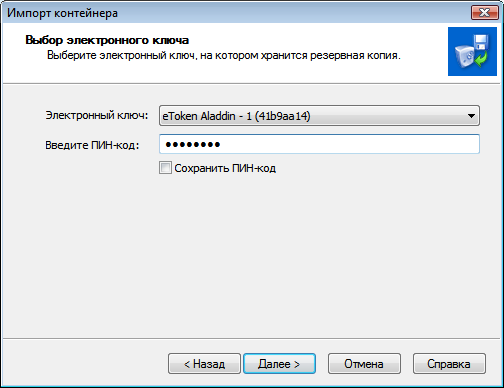 Импорт контейнера
Выбор электронного ключа
Выберите электронный ключ, на котором хранится резервная копия.
Электронный ключ: eToken Aladdin - 1 (41b9aa14)
Введите ПИН-код: ●●●●●●●●
Сохранить ПИН-код
< Назад Далее > Отмена Справка